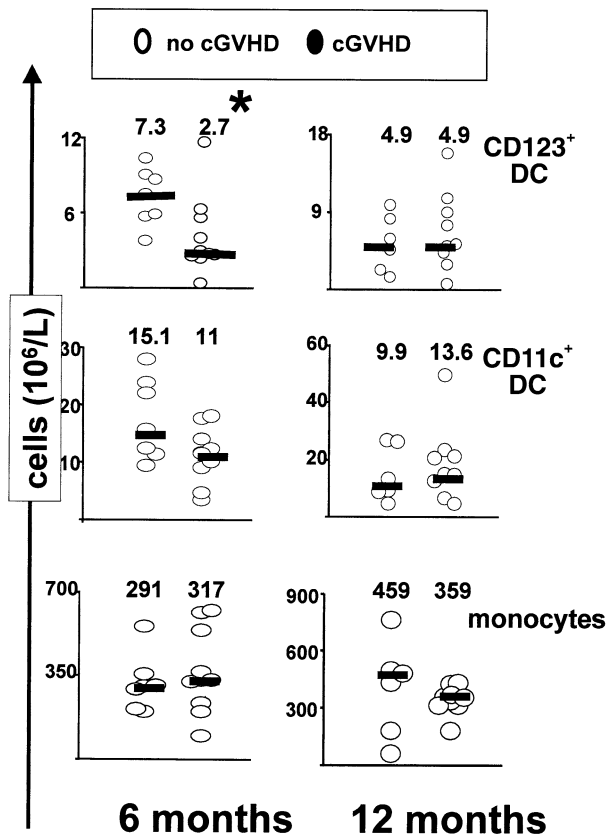 no cGVHD cGVHD
*
7.3 2.7 4.9 4.9
12 18
CD123+
DC
6 9
15.1 11 9.9 13.6
30 60
CD11c+
DC
20 40
10 20
cells (10⁶/L)
291 317 459 359
700 900
monocytes
350 600
300
6 months 12 months